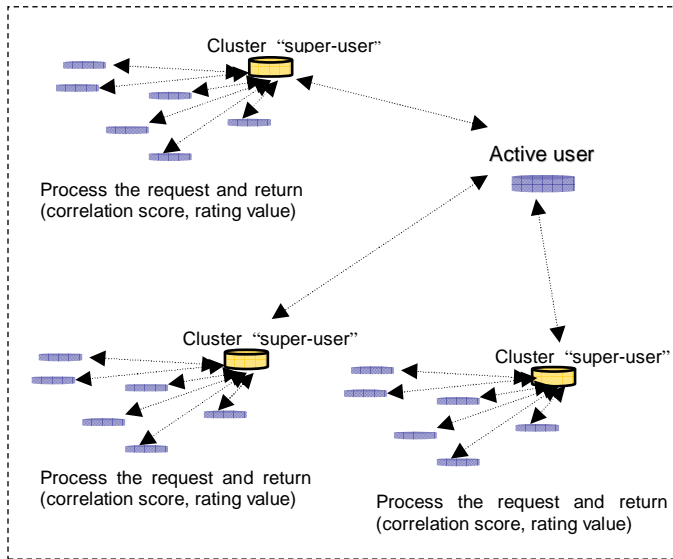 Cluster “super-user”
Active user
Process the request and return
(correlation score, rating value)
Cluster “super-user”
Cluster “super-user”
Process the request and return
(correlation score, rating value)
Process the request and return
(correlation score, rating value)